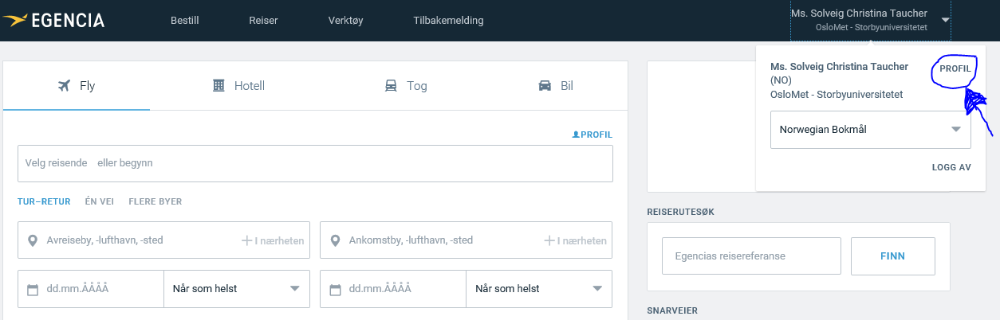 EGENCIA
Bestill Reiser Verktøy Tilbakemelding
Ms. Solveig Christina Taucher
OsloMet - Storbyuniversitetet
Ms. Solveig Christina Taucher
(NO)
OsloMet - Storbyuniversitetet
PROFIL
Norwegian Bokmål
LOGG AV
Fly Hotell Tog Bil
PROFIL
Velg reisende eller begynn
TUR–RETUR ÉN VEI FLERE BYER
Avreiseby, -lufthavn, -sted I nærheten
Ankomstby, -lufthavn, -sted I nærheten
dd.mm.ÅÅÅÅ Når som helst
dd.mm.ÅÅÅÅ Når som helst
REISERUTESØK
Egencias reisereferanse FINN
SNARVEIER